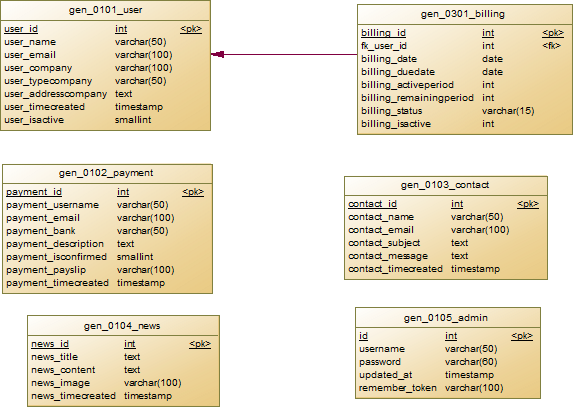 gen_0101_user
user_id int <pk>
user_name varchar(50)
user_email varchar(100)
user_company varchar(100)
user_typecompany varchar(50)
user_addresscompany text
user_timecreated timestamp
user_isactive smallint
gen_0301_billing
billing_id int <pk>
fk_user_id int <fk>
billing_date date
billing_duedate date
billing_activeperiod int
billing_remainingperiod int
billing_status varchar(15)
billing_isactive int
gen_0102_payment
payment_id int <pk>
payment_username varchar(50)
payment_email varchar(100)
payment_bank varchar(50)
payment_description text
payment_isconfirmed smallint
payment_payslip varchar(100)
payment_timecreated timestamp
gen_0103_contact
contact_id int <pk>
contact_name varchar(50)
contact_email varchar(100)
contact_subject text
contact_message text
contact_timecreated timestamp
gen_0104_news
news_id int <pk>
news_title text
news_content text
news_image varchar(100)
news_timecreated timestamp
gen_0105_admin
id int <pk>
username varchar(50)
password varchar(60)
updated_at timestamp
remember_token varchar(100)